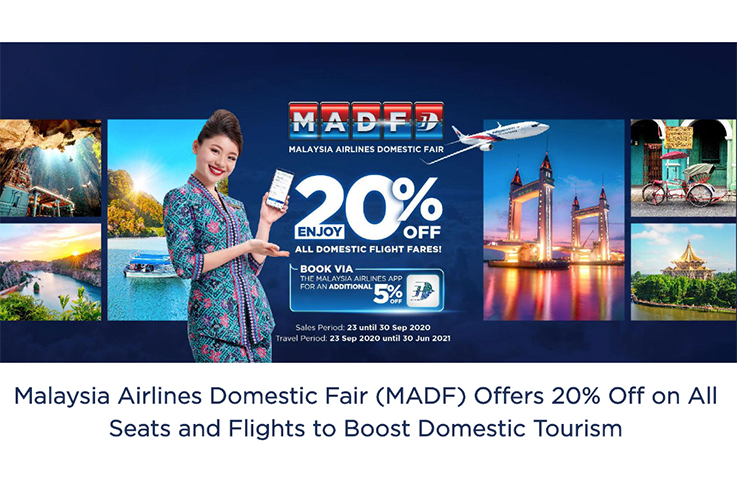 MADF
MALAYSIA AIRLINES DOMESTIC FAIR
ENJOY 20% OFF
ALL DOMESTIC FLIGHT FARES!
BOOK VIA
THE MALAYSIA AIRLINES APP
FOR AN ADDITIONAL 5% OFF
Sales Period: 23 until 30 Sep 2020
Travel Period: 23 Sep 2020 until 30 Jun 2021
Malaysia Airlines Domestic Fair (MADF) Offers 20% Off on All
Seats and Flights to Boost Domestic Tourism